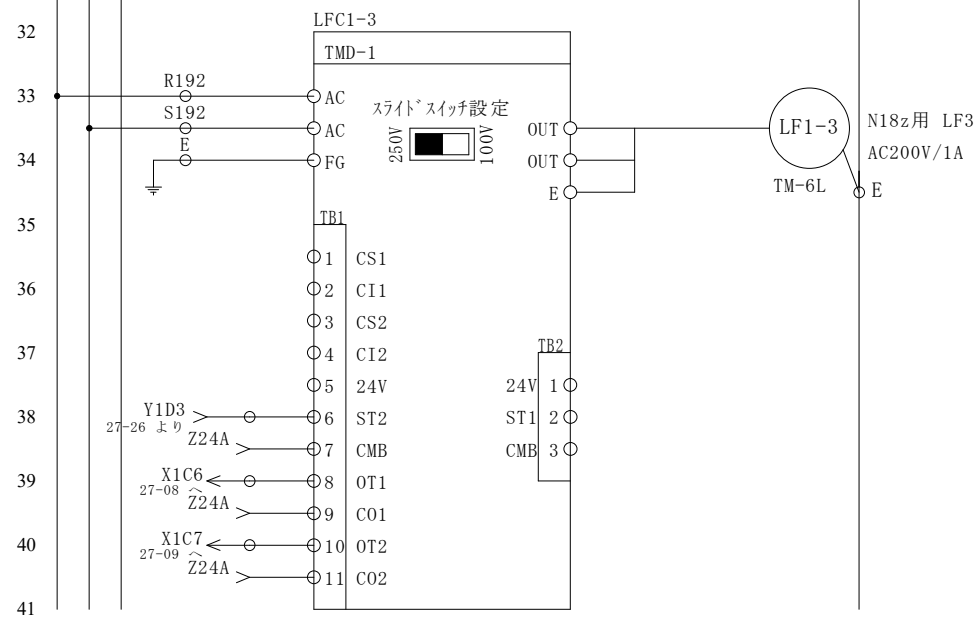 32
LFC1-3
TMD-1
33
R192
AC
スライドスイッチ設定
S192
AC
250V
100V
OUT
LF1-3
N18z用 LF3
AC200V/1A
34
E
FG
OUT
TM-6L
E
E
35
TB1
1 CS1
36
2 CI1
3 CS2
37
4 CI2
TB2
5 24V
24V 1
38
Y1D3
27-26 より
6 ST2
ST1 2
Z24A
7 CMB
CMB 3
39
X1C6
27-08 へ
8 OT1
Z24A
9 CO1
40
X1C7
27-09 へ
10 OT2
Z24A
11 CO2
41